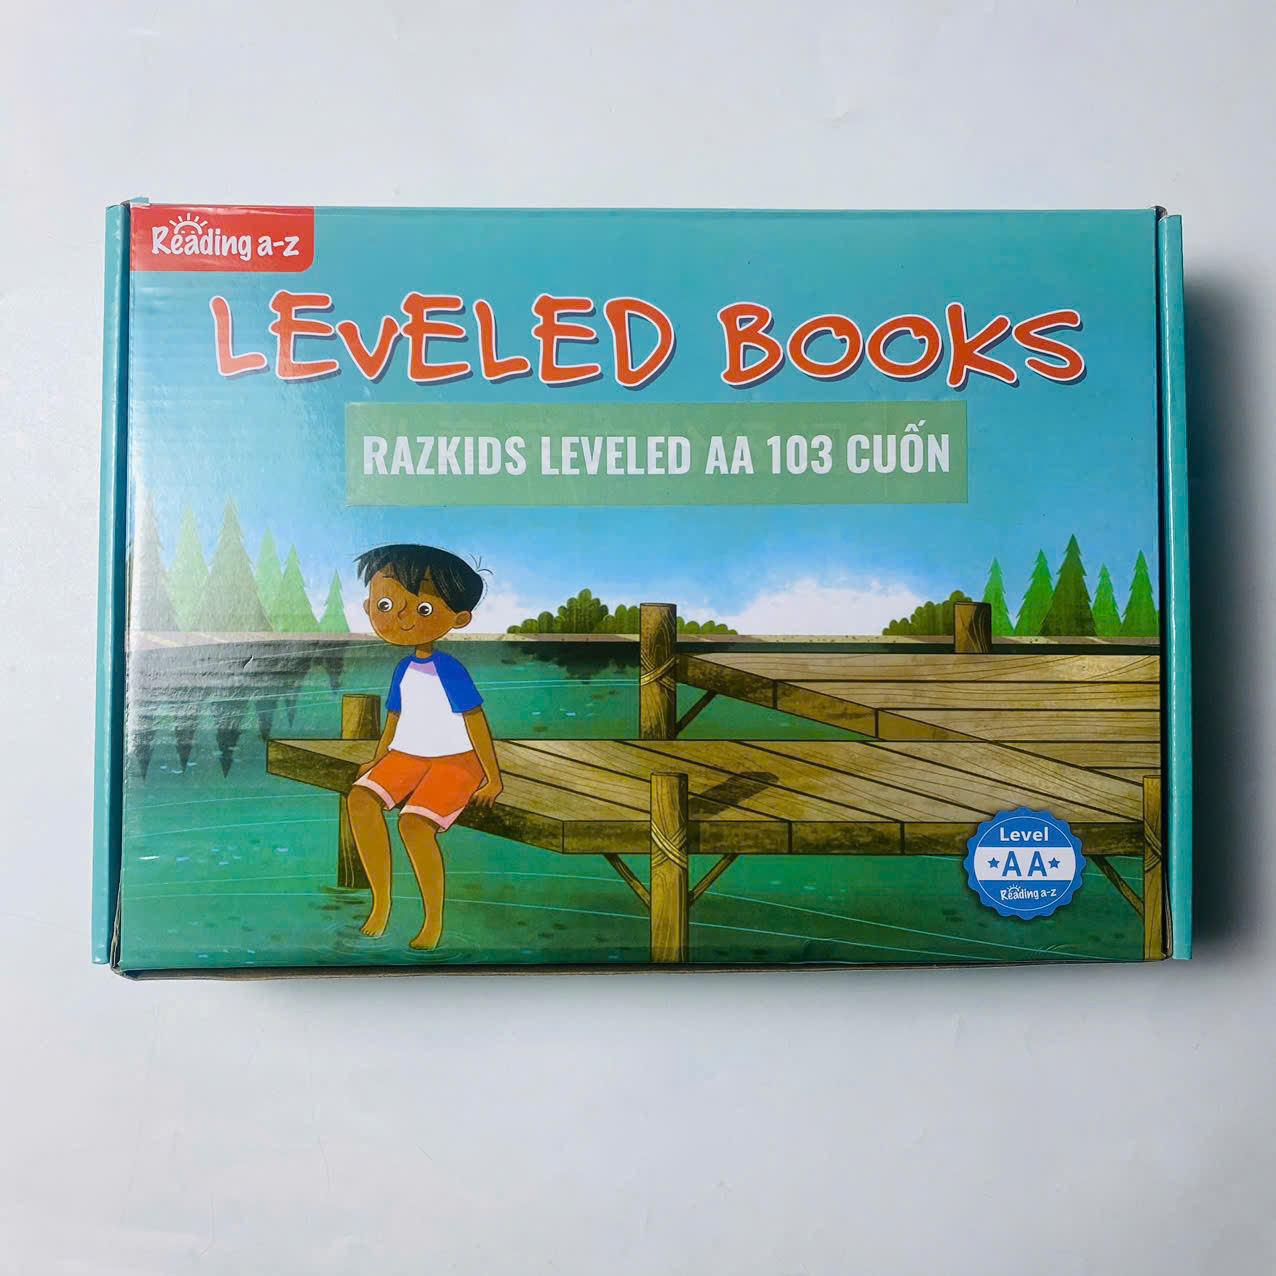 Reading a-z
LEVELED BOOKS
RAZKIDS LEVELED AA 103 CUỐN
Level
AA
Reading a-z